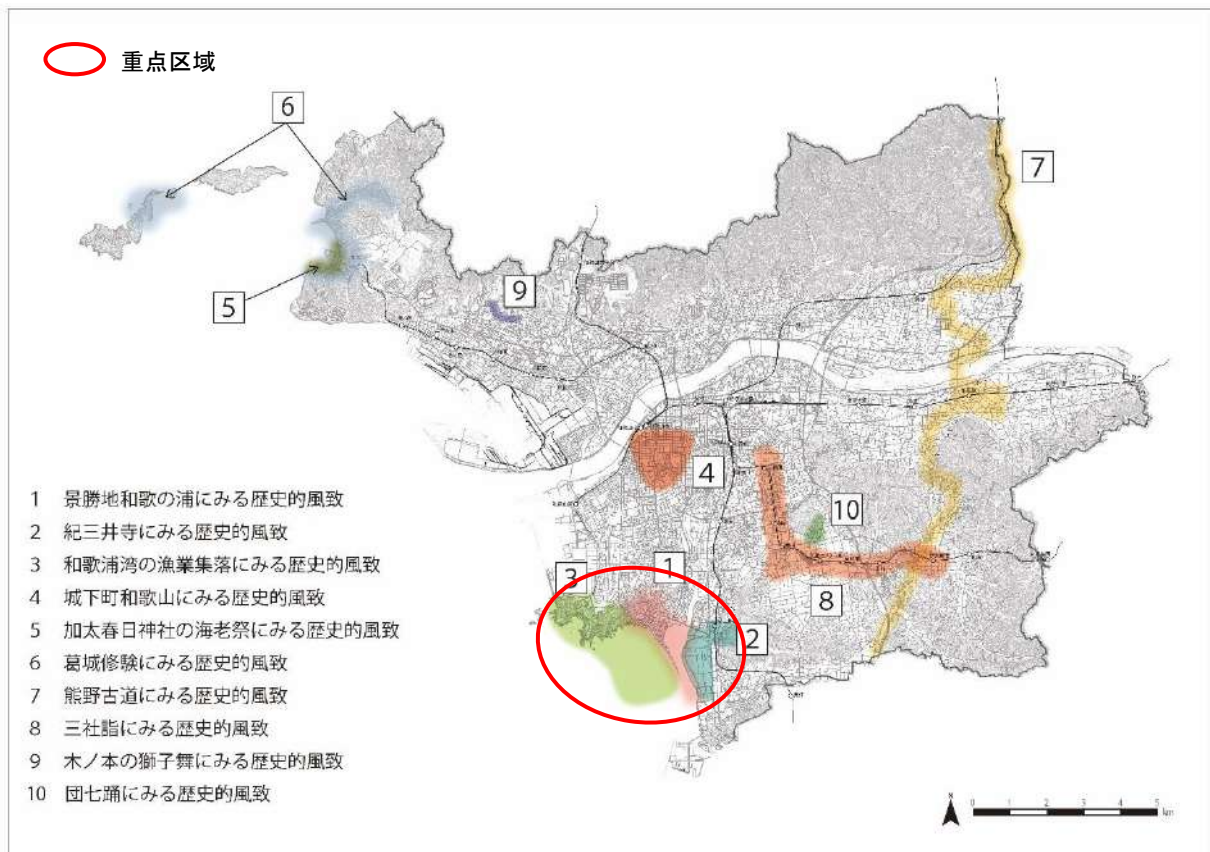 重点区域
6
7
5
9
4
10
1
3
8
2
1 景勝地和歌の浦にみる歴史的風致
2 紀三井寺にみる歴史的風致
3 和歌浦湾の漁業集落にみる歴史的風致
4 城下町和歌山にみる歴史的風致
5 加太春日神社の海老祭にみる歴史的風致
6 葛城修験にみる歴史的風致
7 熊野古道にみる歴史的風致
8 三社詣にみる歴史的風致
9 木ノ本の獅子舞にみる歴史的風致
10 団七踊にみる歴史的風致
N
0 1 2 3 4 5
km